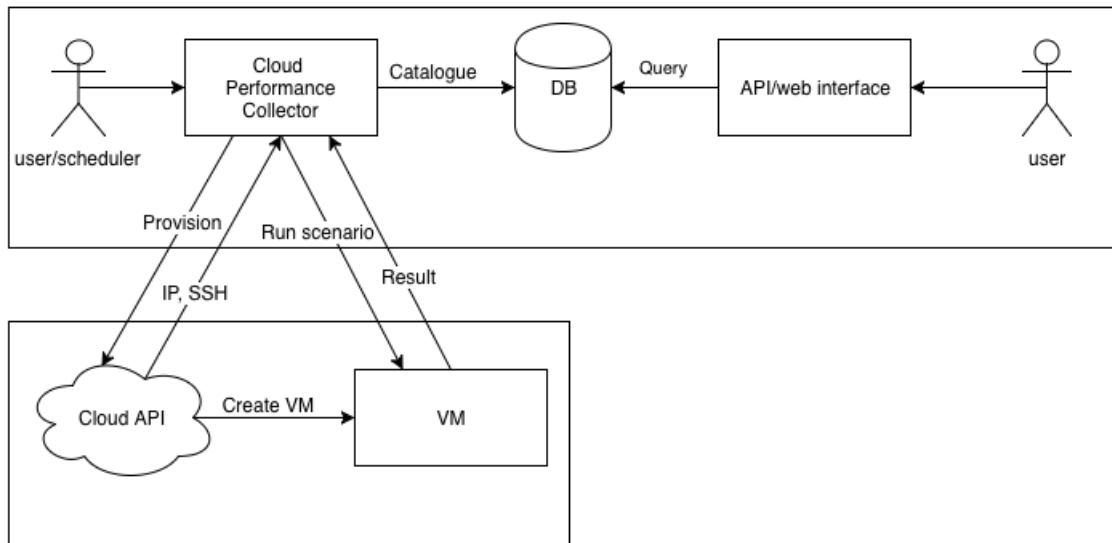 Cloud
Performance
Collector
Catalogue
DB
Query
API/web interface
user/scheduler
user
Provision
Run scenario
IP, SSH
Result
Cloud API
Create VM
VM